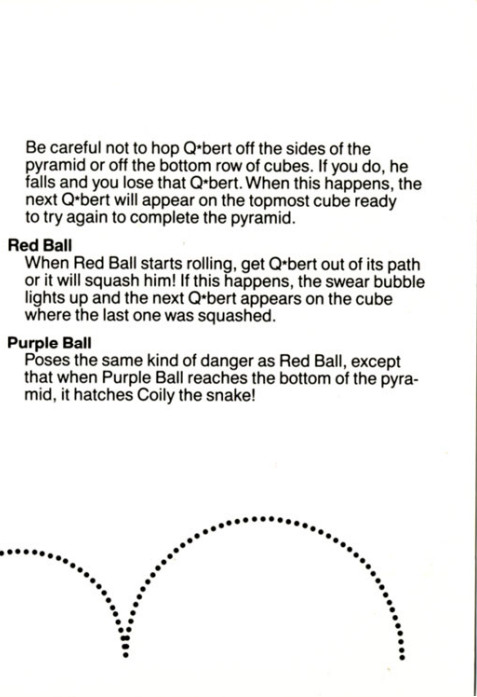 Be careful not to hop Q*bert off the sides of the
pyramid or off the bottom row of cubes. If you do, he
falls and you lose that Q*bert. When this happens, the
next Q*bert will appear on the topmost cube ready
to try again to complete the pyramid.
Red Ball
When Red Ball starts rolling, get Q*bert out of its path
or it will squash him! If this happens, the swear bubble
lights up and the next Q*bert appears on the cube
where the last one was squashed.
Purple Ball
Poses the same kind of danger as Red Ball, except
that when Purple Ball reaches the bottom of the pyra-
mid, it hatches Coily the snake!